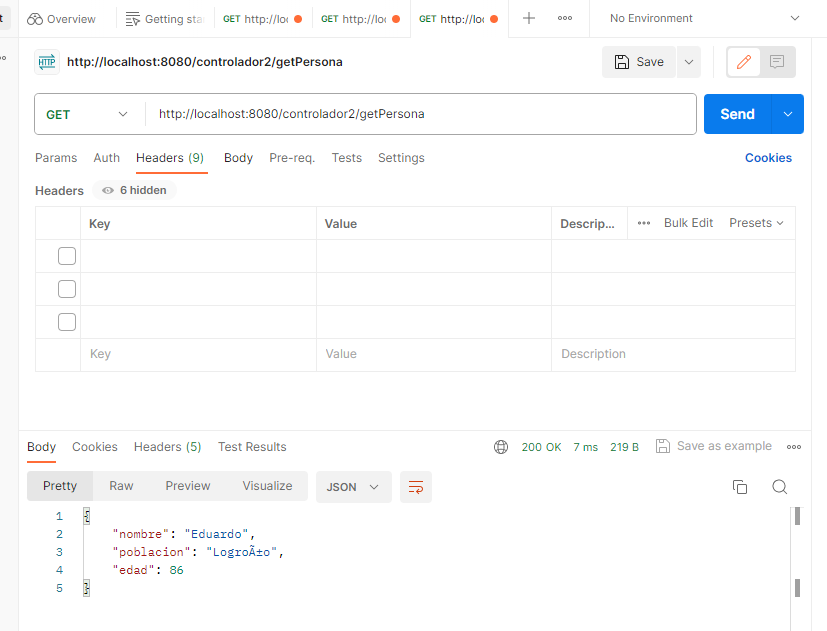 t Overview Getting sta GET http://loc GET http://loc GET http://loc No Environment
HTTP http://localhost:8080/controlador2/getPersona Save
GET http://localhost:8080/controlador2/getPersona Send
Params Auth Headers (9) Body Pre-req. Tests Settings Cookies
Headers 6 hidden
Key Value Descrip... Bulk Edit Presets
Key Value Description
Body Cookies Headers (5) Test Results 200 OK 7 ms 219 B Save as example
Pretty Raw Preview Visualize JSON
1 {
2 "nombre": "Eduardo",
3 "poblacion": "LogroÃ±o",
4 "edad": 86
5 }